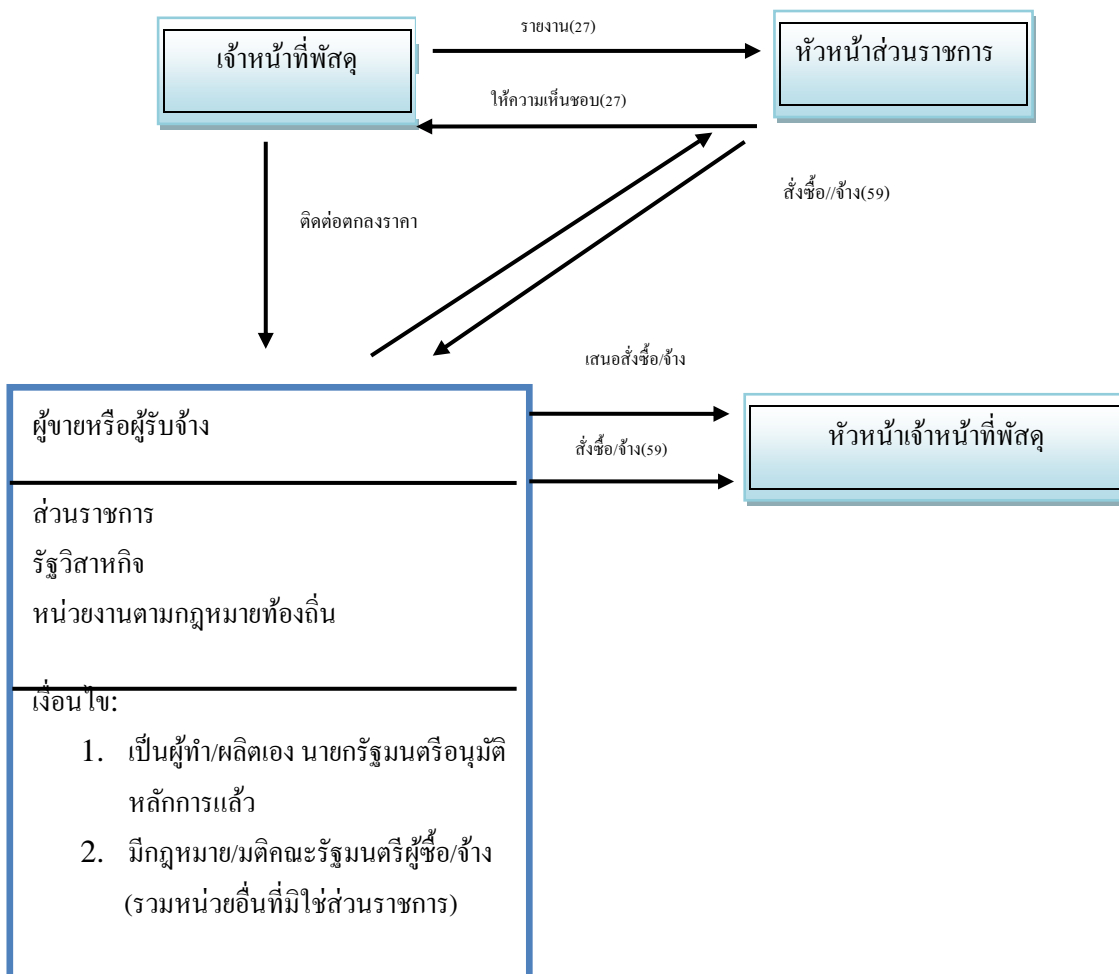 รายงาน(27)
เจ้าหน้าที่พัสดุ
หัวหน้าส่วนราชการ
ให้ความเห็นชอบ(27)
สั่งซื้อ//จ้าง(59)
ติดต่อตกลงราคา
เสนอสั่งซื้อ/จ้าง
ผู้ขายหรือผู้รับจ้าง
สั่งซื้อ/จ้าง(59)
หัวหน้าเจ้าหน้าที่พัสดุ
ส่วนราชการ
รัฐวิสาหกิจ
หน่วยงานตามกฎหมายท้องถิ่น
เงื่อนไข:
1. เป็นผู้ทำ/ผลิตเอง นายกรัฐมนตรีอนุมัติ
หลักการแล้ว
2. มีกฎหมาย/มติคณะรัฐมนตรีผู้ซื้อ/จ้าง
(รวมหน่วยอื่นที่มิใช่ส่วนราชการ)